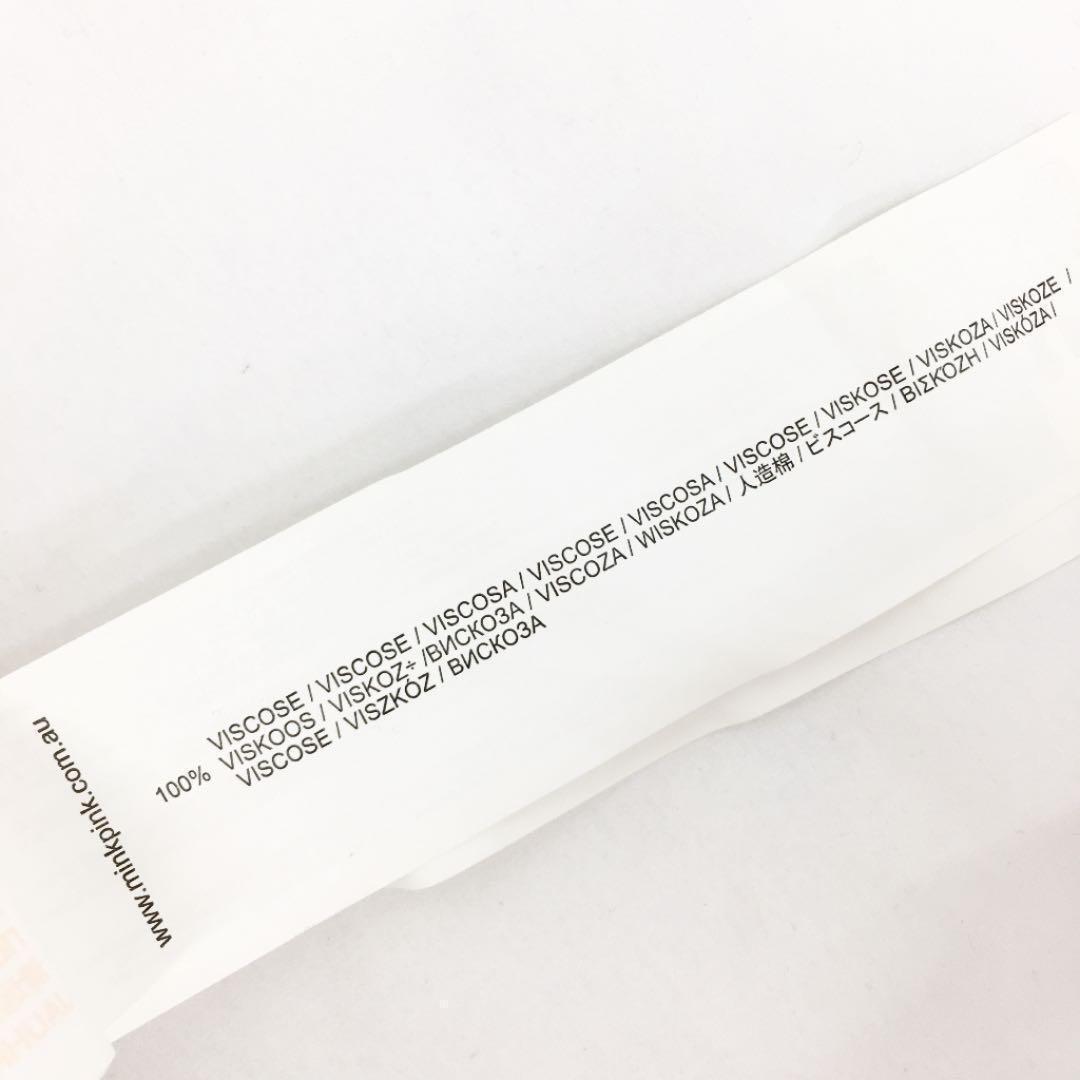 100%
VISCOSE / VISCOSE / VISCOSA / VISCOSE / VISCOSA / VISCOSE / VISKOSE / VISKOZA / VISKOZE /
VISKOOS / VISKOZ÷ /ВИСКОЗА / VISCOZA / WISKOZA / 人造棉 / ビスコース / ΒΙΣΚΌΖΗ / VISKÓZA /
VISCOSE / VISZKÓZ / ВИСКОЗА
www.minkpink.com.au